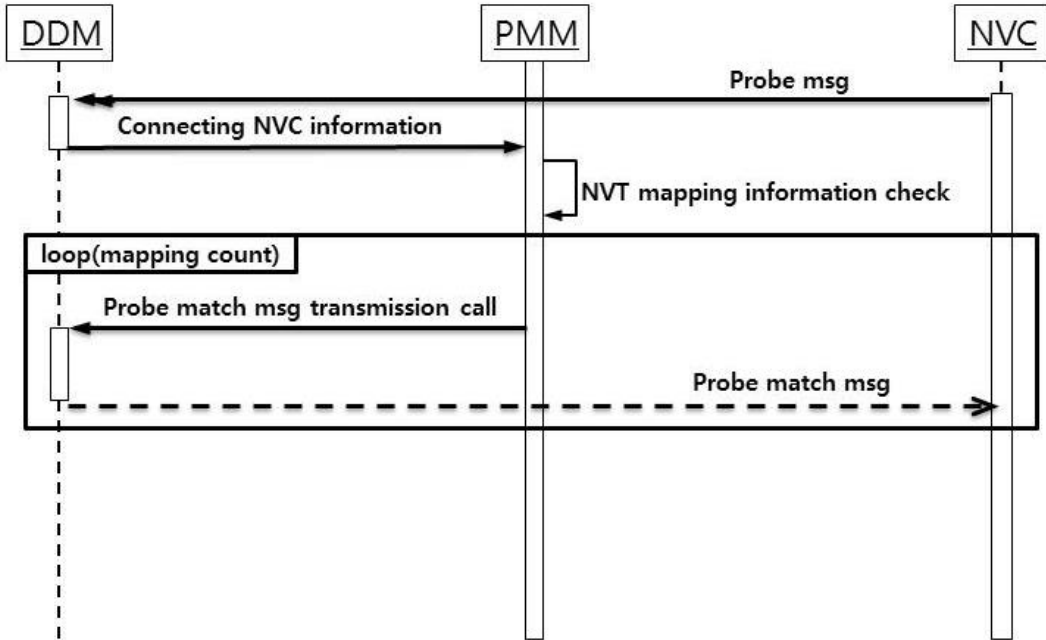 DDM
PMM
NVC
Probe msg
Connecting NVC information
NVT mapping information check
loop(mapping count)
Probe match msg transmission call
Probe match msg